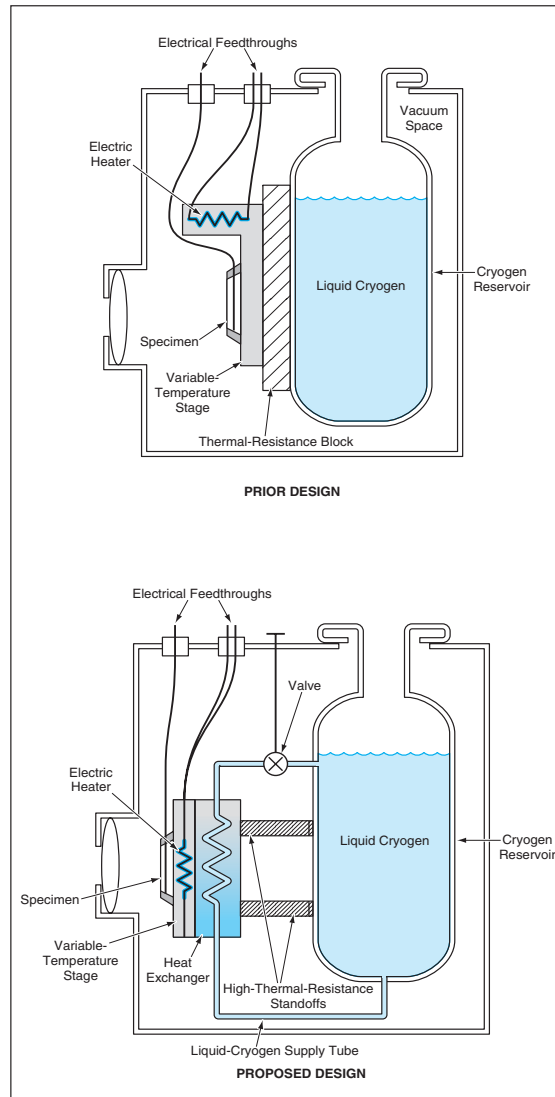 Electrical Feedthroughs
Vacuum
Space
Electric
Heater
Liquid Cryogen
Cryogen
Reservoir
Specimen
Variable-
Temperature
Stage
Thermal-Resistance Block
PRIOR DESIGN
Electrical Feedthroughs
Valve
Electric
Heater
Liquid Cryogen
Cryogen
Reservoir
Specimen
Variable-
Temperature
Stage
Heat
Exchanger
High-Thermal-Resistance
Standoffs
Liquid-Cryogen Supply Tube
PROPOSED DESIGN